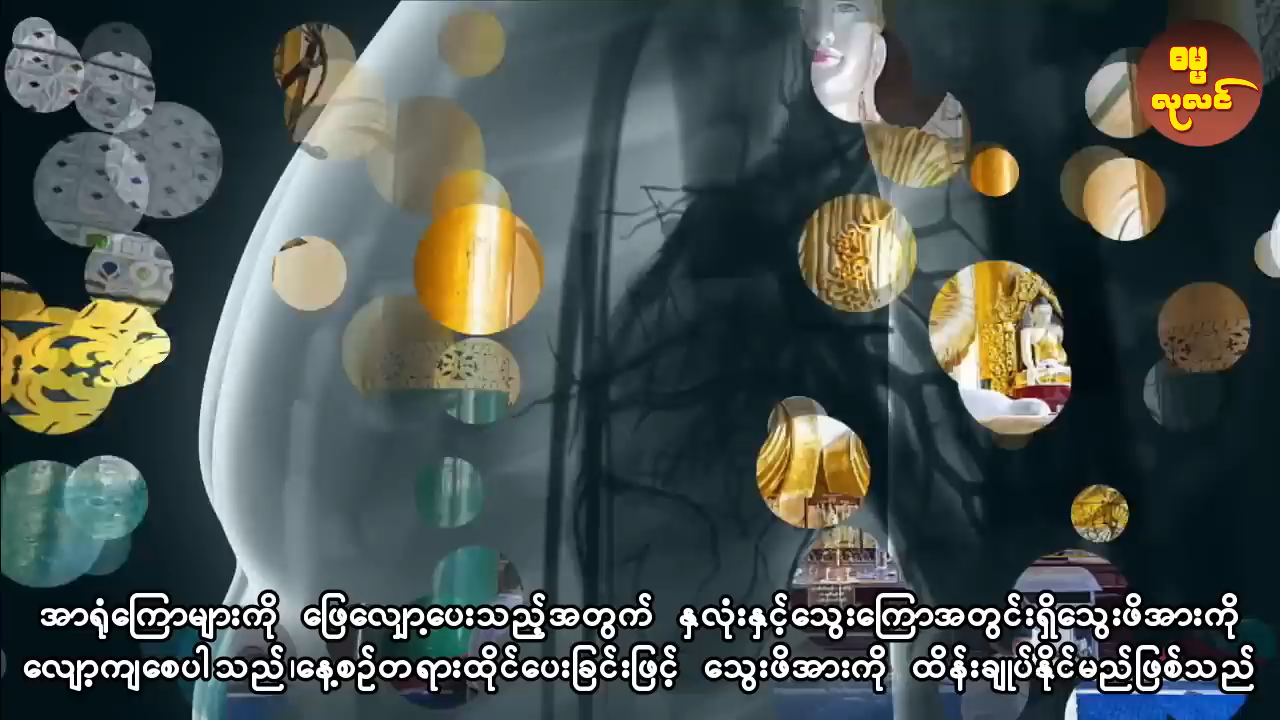 ဓမ္မ
လုလင်
အာရုံကြောများကို ဖြေလျော့ပေးသည့်အတွက် နှလုံးနှင့်သွေးကြောအတွင်းရှိသွေးဖိအားကို
လျော့ကျစေပါသည်၊နေ့စဉ်တရားထိုင်ပေးခြင်းဖြင့် သွေးဖိအားကို ထိန်းချုပ်နိုင်မည်ဖြစ်သည်